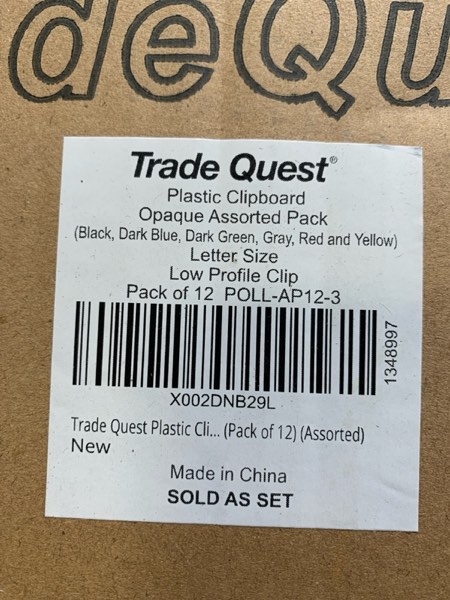 deQu
Trade Quest®
Plastic Clipboard
Opaque Assorted Pack
(Black, Dark Blue, Dark Green, Gray, Red and Yellow)
Letter Size
Low Profile Clip
Pack of 12 POLL-AP12-3
1348997
X002DNB29L
Trade Quest Plastic Cli... (Pack of 12) (Assorted)
New
Made in China
SOLD AS SET